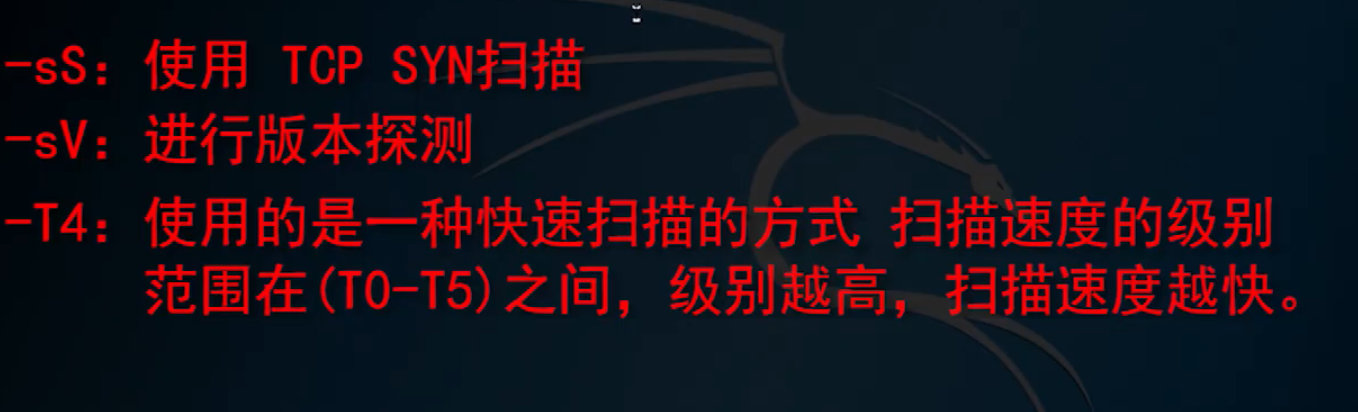 -sS: 使用 TCP SYN扫描
-sV: 进行版本探测
-T4: 使用的是一种快速扫描的方式 扫描速度的级别
范围在(T0-T5)之间，级别越高，扫描速度越快。